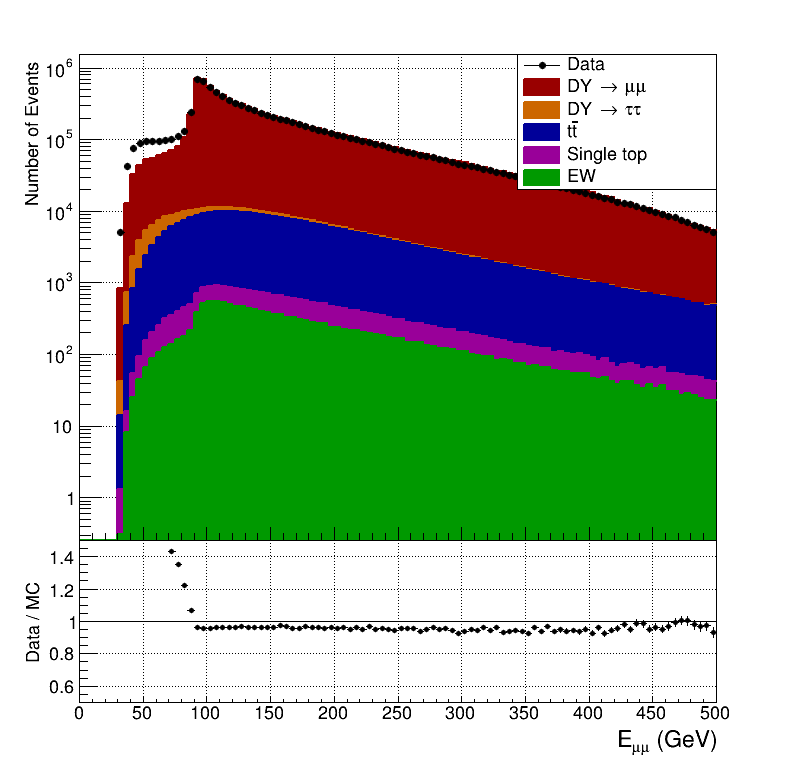 Number of Events
10⁶
10⁵
10⁴
10³
10²
10
1
Data
DY → μμ
DY → ττ
tt̄
Single top
EW
Data / MC
1.4
1.2
1
0.8
0.6
0 50 100 150 200 250 300 350 400 450 500
E_μμ (GeV)